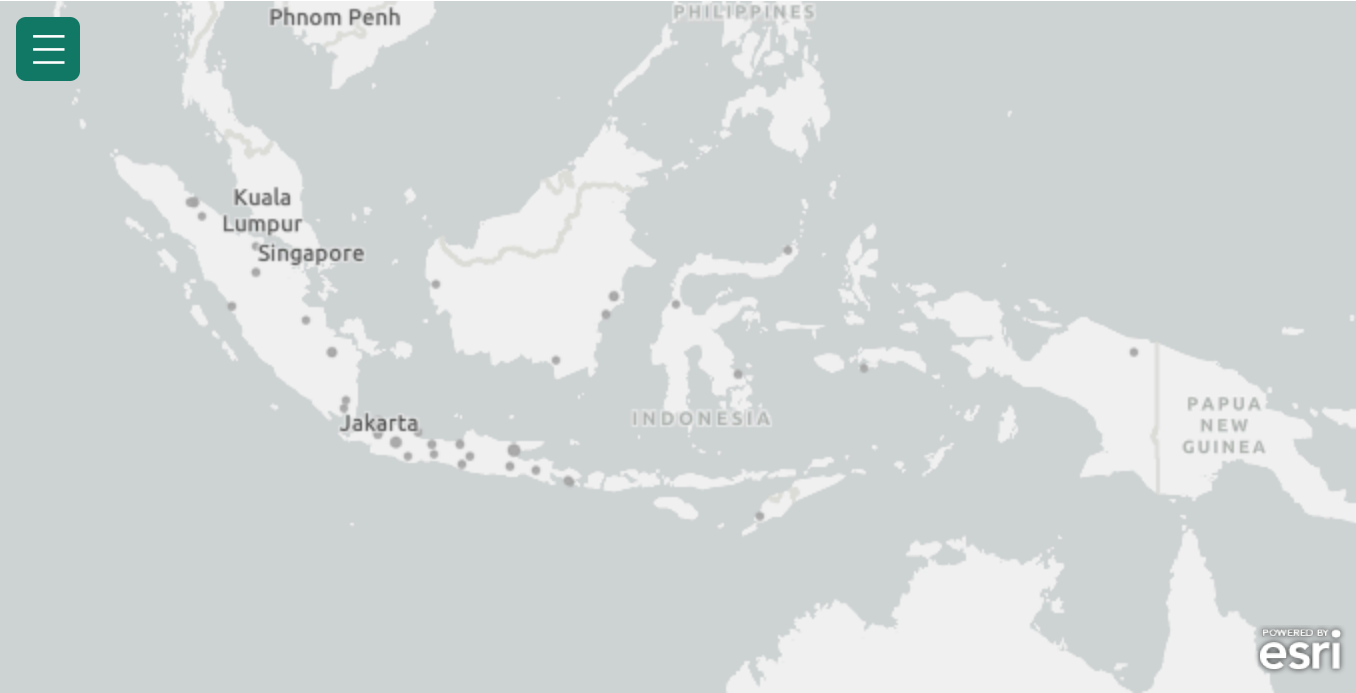 Phnom Penh
PHILIPPINES
Kuala
Lumpur
Singapore
Jakarta
INDONESIA
PAPUA
NEW
GUINEA
POWERED BY
esri